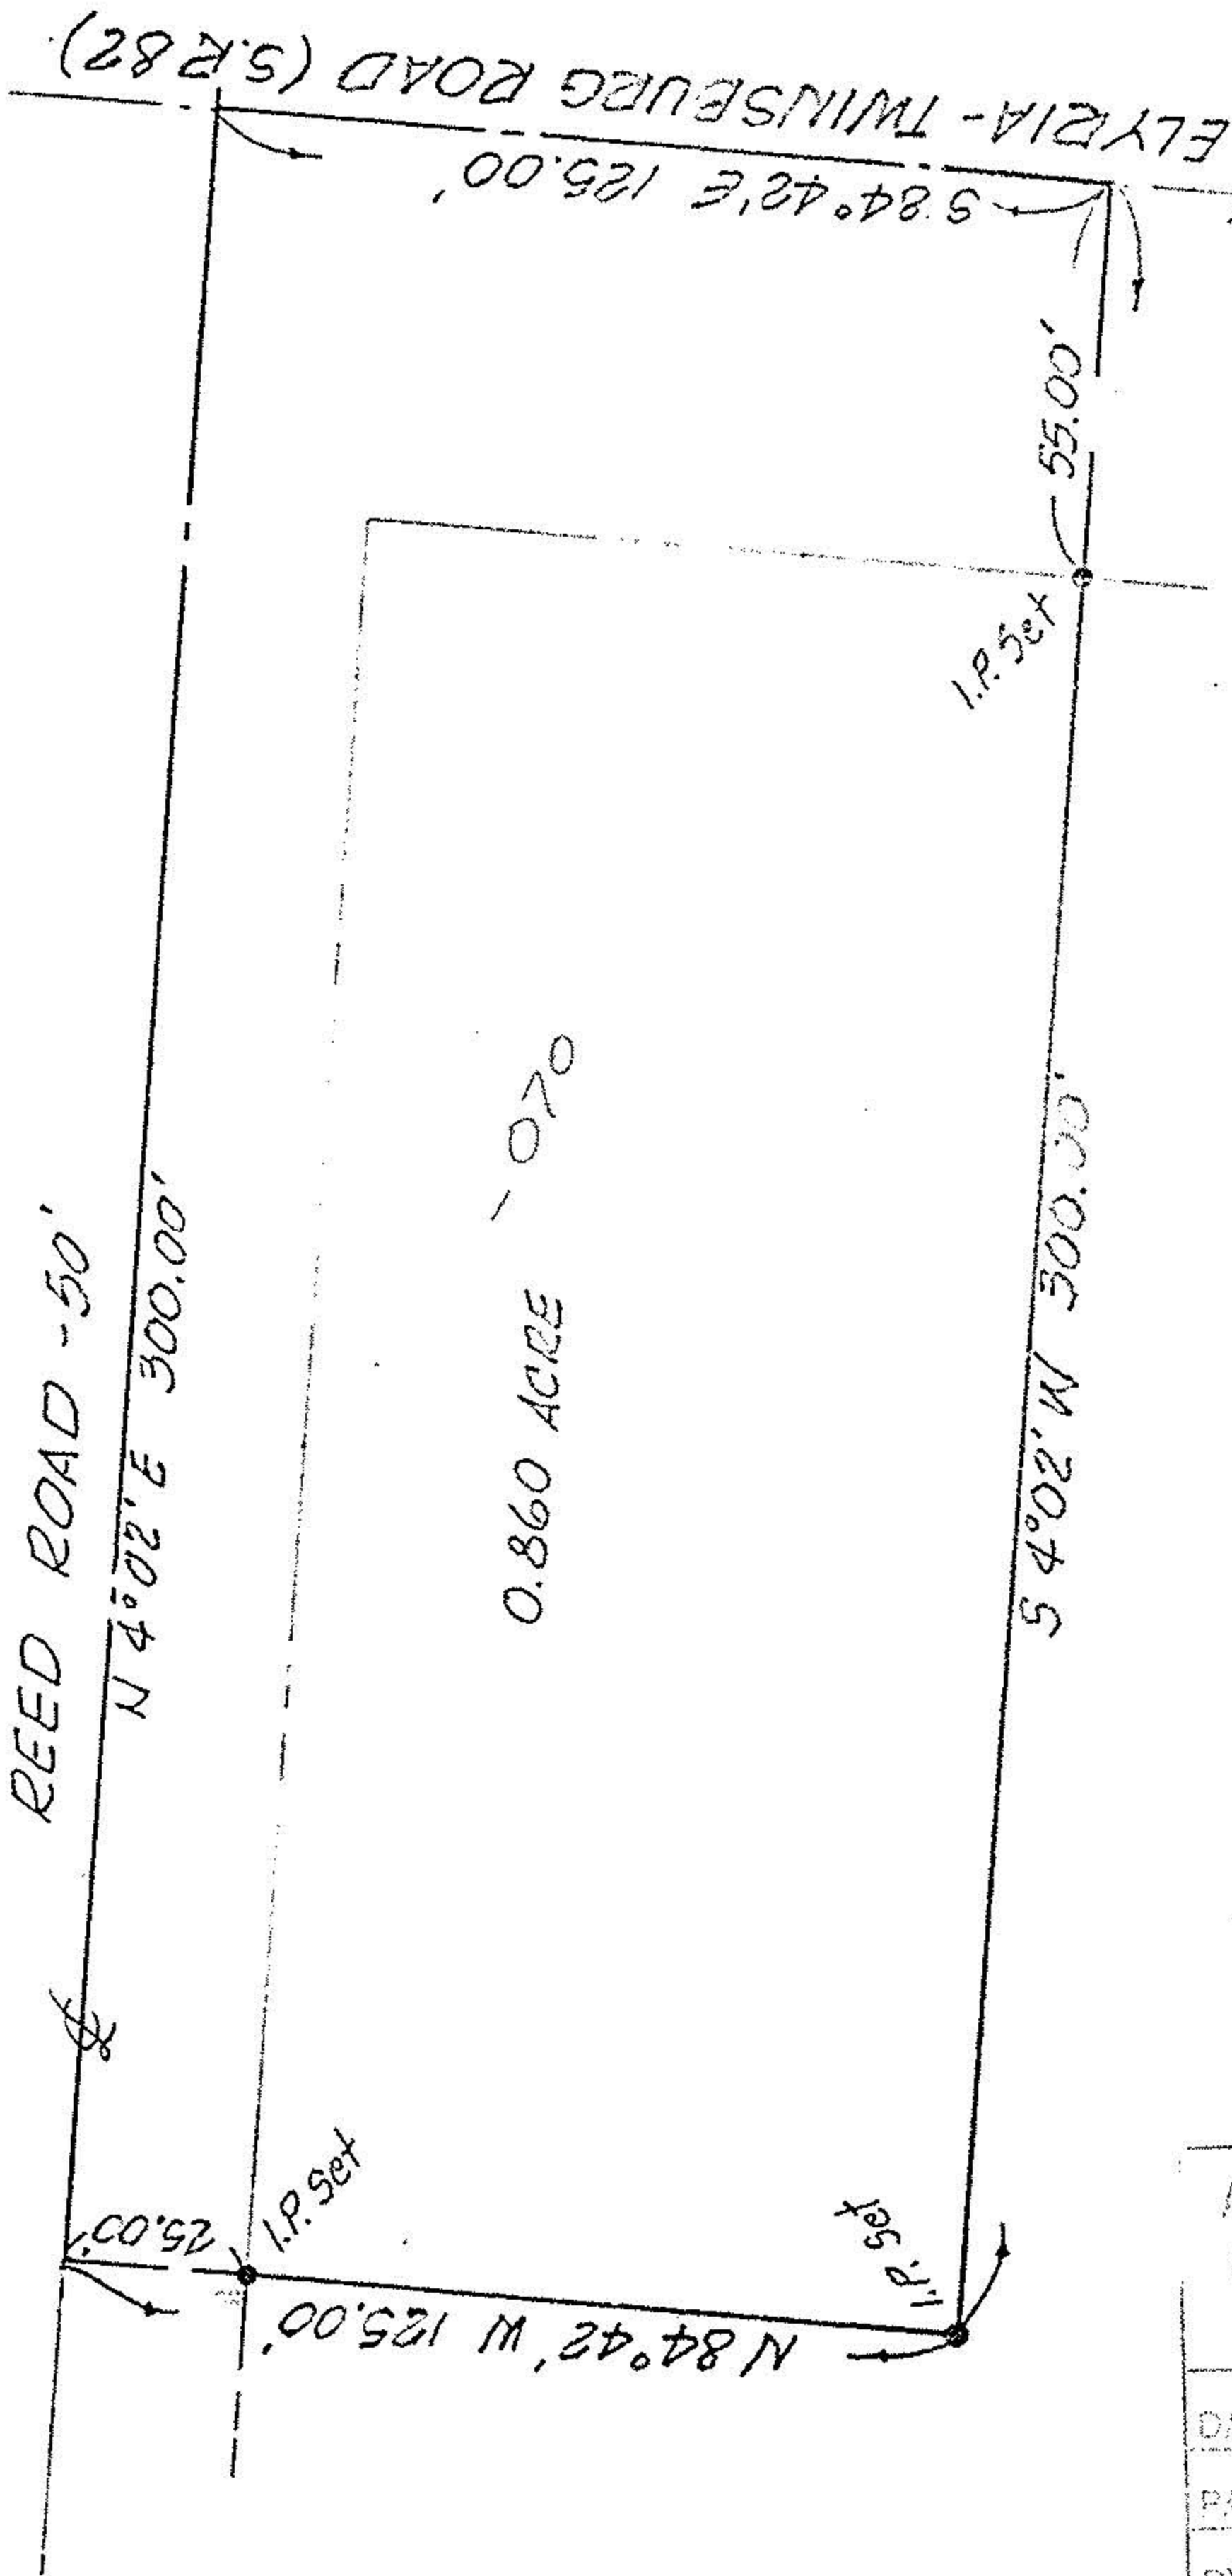 ELYRIA - TWINSBURG ROAD (S.R 82)
S 84° 42' E 125.00'
REED ROAD - 50'
N 4° 02' E 300.00'
55.00'
I.P. Set
0.860 ACRE - 070
S 4° 02' W 300.00'
25.00'
I.P. Set
I.P. Set
N 84° 42' W 125.00'